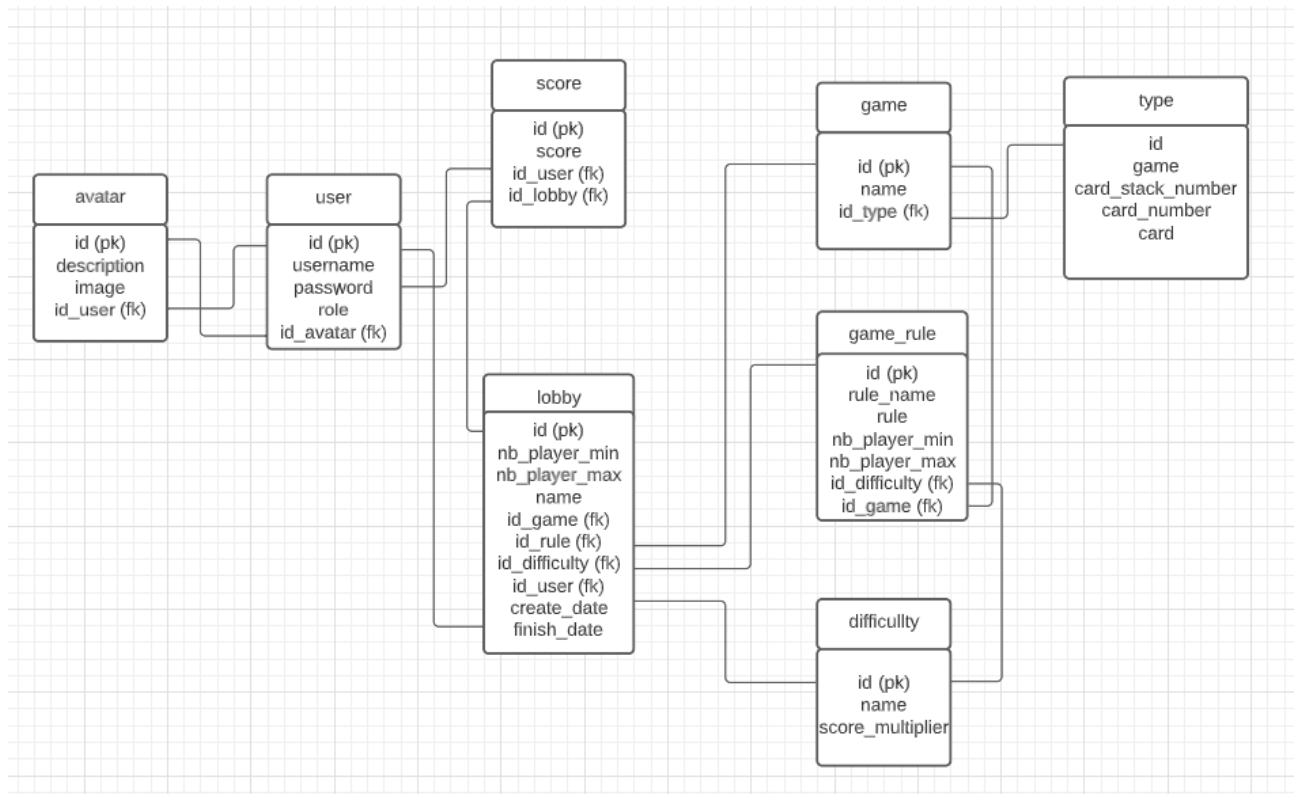 avatar
id (pk)
description
image
id_user (fk)
user
id (pk)
username
password
role
id_avatar (fk)
score
id (pk)
score
id_user (fk)
id_lobby (fk)
lobby
id (pk)
nb_player_min
nb_player_max
name
id_game (fk)
id_rule (fk)
id_difficulty (fk)
id_user (fk)
create_date
finish_date
game
id (pk)
name
id_type (fk)
type
id
game
card_stack_number
card_number
card
game_rule
id (pk)
rule_name
rule
nb_player_min
nb_player_max
id_difficulty (fk)
id_game (fk)
difficullty
id (pk)
name
score_multiplier